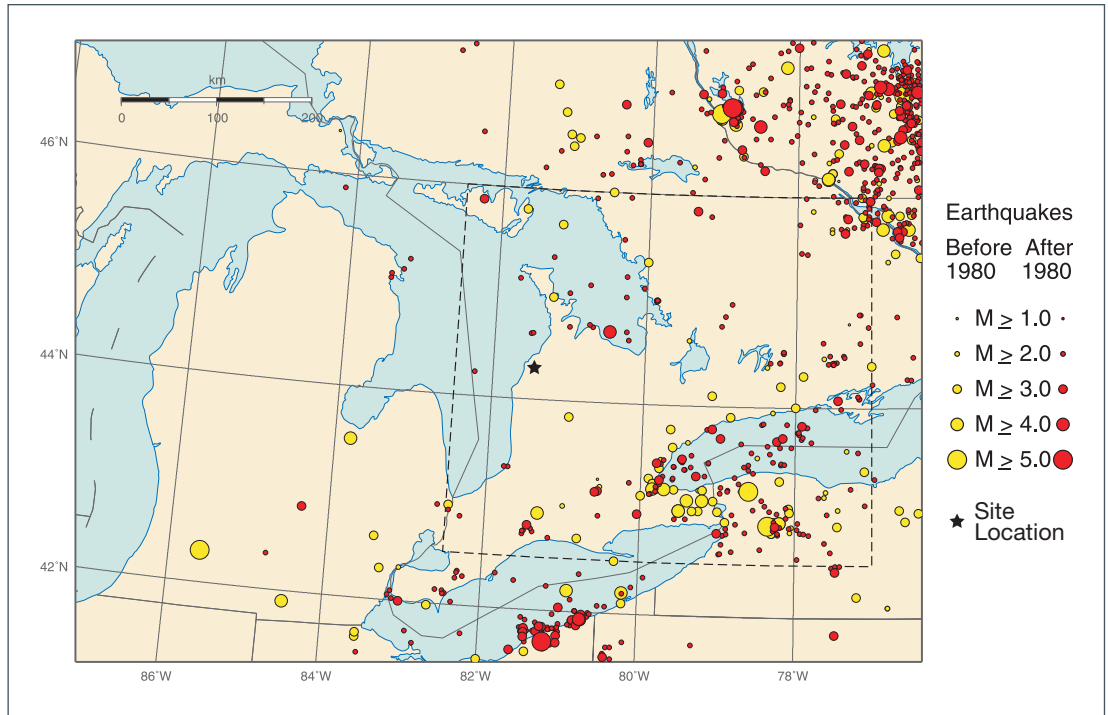 km
0 100 200
46°N
44°N
42°N
86°W 84°W 82°W 80°W 78°W
Earthquakes
Before After
1980 1980
M ≥ 1.0
M ≥ 2.0
M ≥ 3.0
M ≥ 4.0
M ≥ 5.0
Site
Location